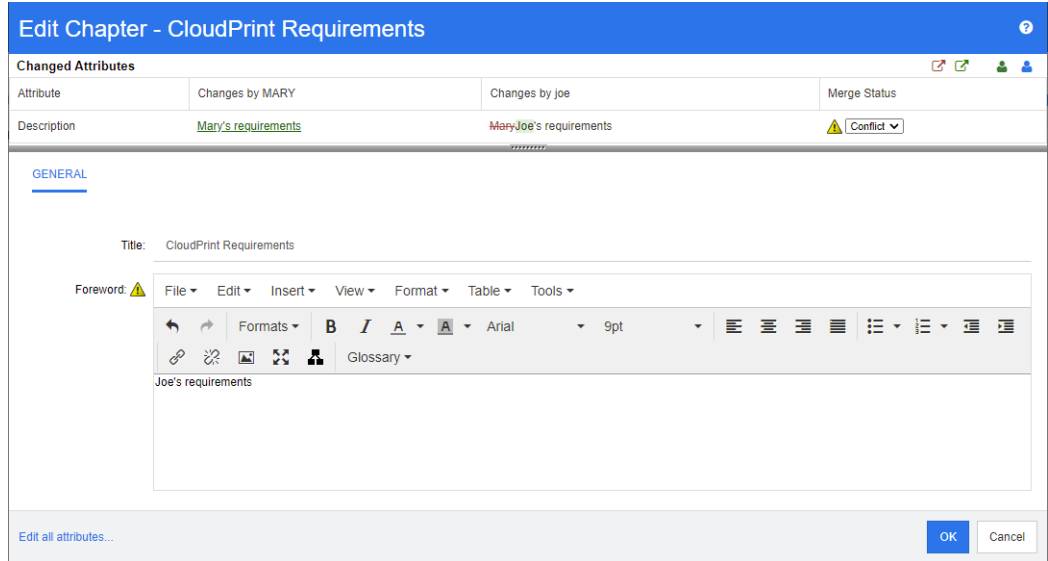 Edit Chapter - CloudPrint Requirements
Changed Attributes
Attribute Changes by MARY Changes by joe Merge Status
Description Mary's requirements MaryJoe's requirements Conflict
GENERAL
Title: CloudPrint Requirements
Foreword: File Edit Insert View Format Table Tools
Formats B I A A Arial 9pt
Glossary
Joe's requirements
Edit all attributes... OK Cancel